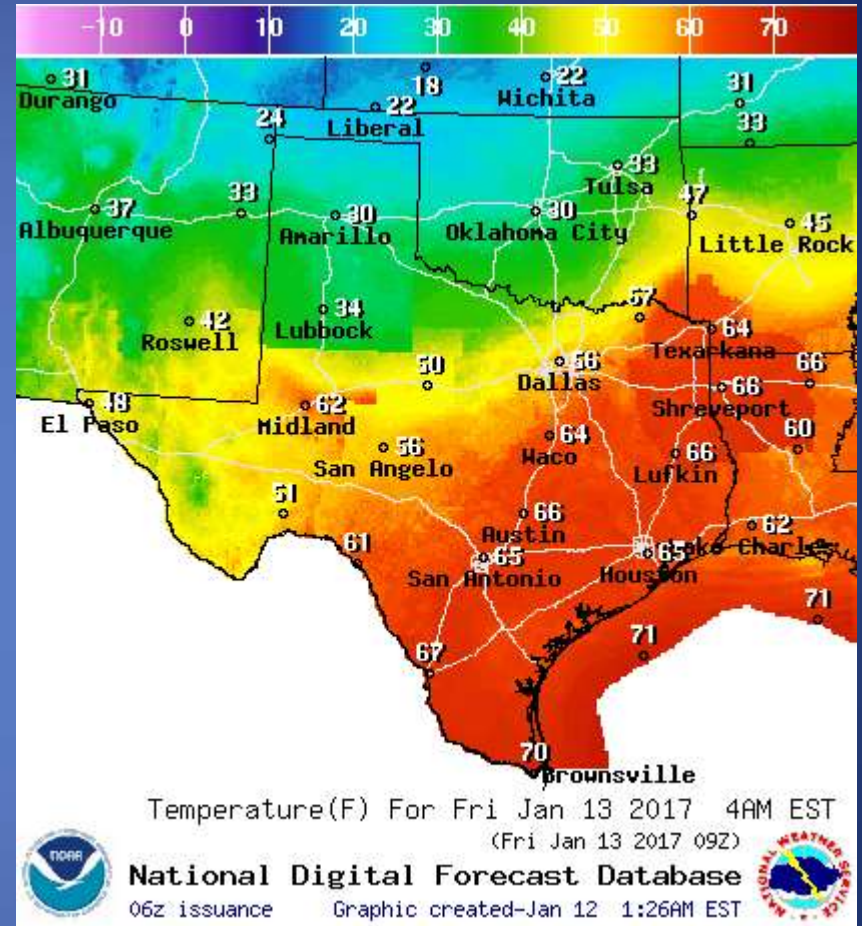 -10 0 10 20 30 40 50 60 70
31
Durango
18
22
Wichita
31
22
Liberal
24
33
33
Tulsa
37
Albuquerque
33
30
Amarillo
30
Oklahoma City
47
45
Little Rock
42
Roswell
34
Lubbock
57
64
Texarkana
50
56
Dallas
66
66
Shreveport
48
El Paso
62
Midland
56
San Angelo
64
Waco
66
Lufkin
60
51
66
Austin
62
Lake Charles
61
65
San Antonio
65
Houston
71
71
67
70
Brownsville
Temperature(F) For Fri Jan 13 2017 4AM EST
(Fri Jan 13 2017 09Z)
NOAA
National Digital Forecast Database
NATIONAL WEATHER SERVICE
06z issuance Graphic created-Jan 12 1:26AM EST